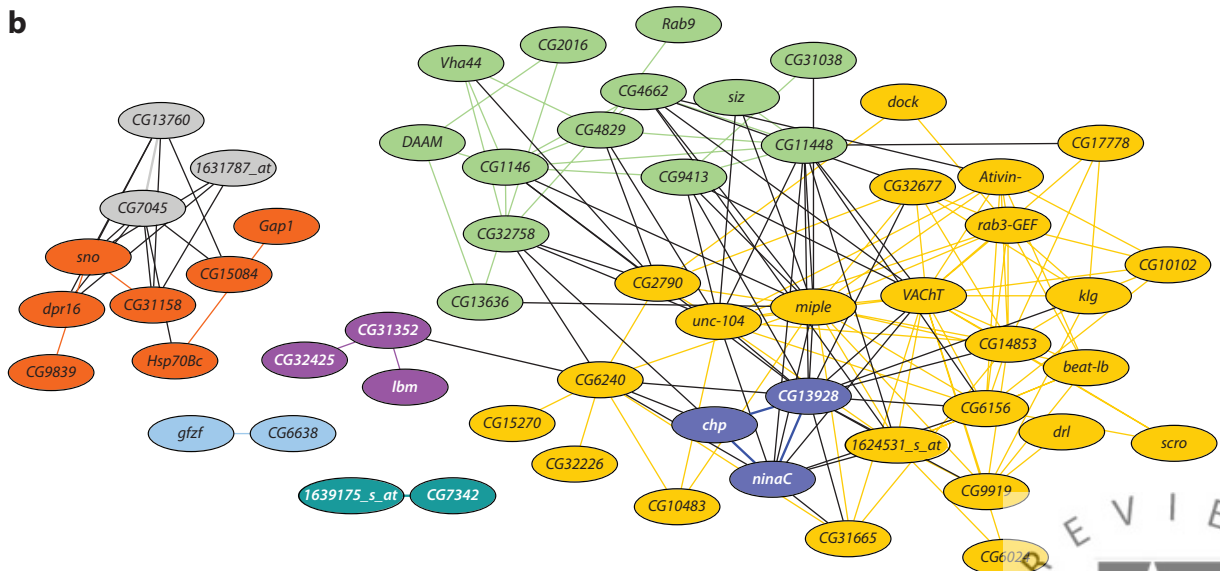 b
Rab9
CG2016
Vha44
CG31038
CG4662
siz
dock
CG13760
CG4829
DAAM
CG11448
CG17778
1631787_at
CG1146
CG9413
CG32677
Ativin-
CG7045
Gap1
CG32758
rab3-GEF
sno
CG15084
CG2790
CG10102
dpr16
CG31158
CG13636
unc-104
miple
VAChT
klg
CG31352
CG14853
CG32425
Hsp70Bc
CG9839
lbm
CG6240
beat-lb
CG13928
CG6156
CG15270
chp
gfzf
CG6638
1624531_s_at
drl
scro
CG32226
ninaC
1639175_s_at
CG7342
CG9919
CG10483
CG31665
CG6024
R E V I E